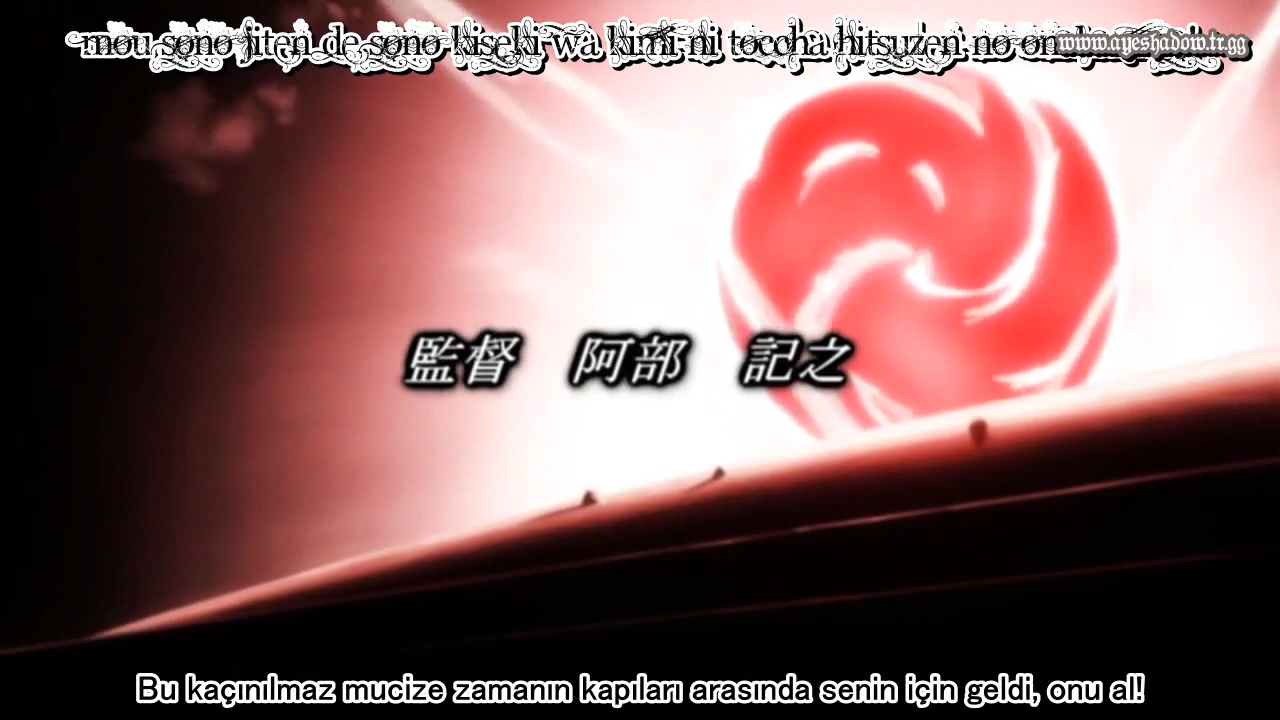 mou sono jiten de sono kiseki wa kimi ni toccha hitsuzen no
www.ayeshadow.tr.gg
監督 阿部 記之
Bu kaçınılmaz mucize zamanın kapıları arasında senin için geldi, onu al!